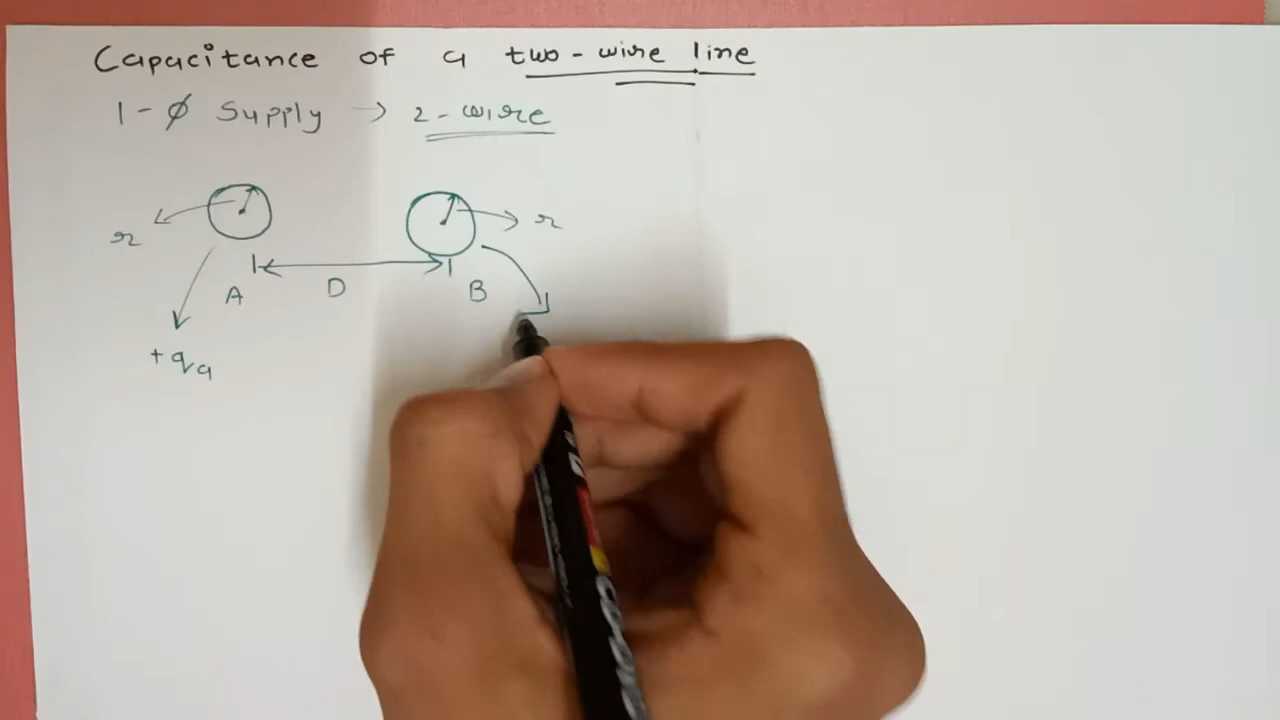 Capacitance of a two-wire line
1-φ Supply → 2-wire
r
r
A
D
B
+qa